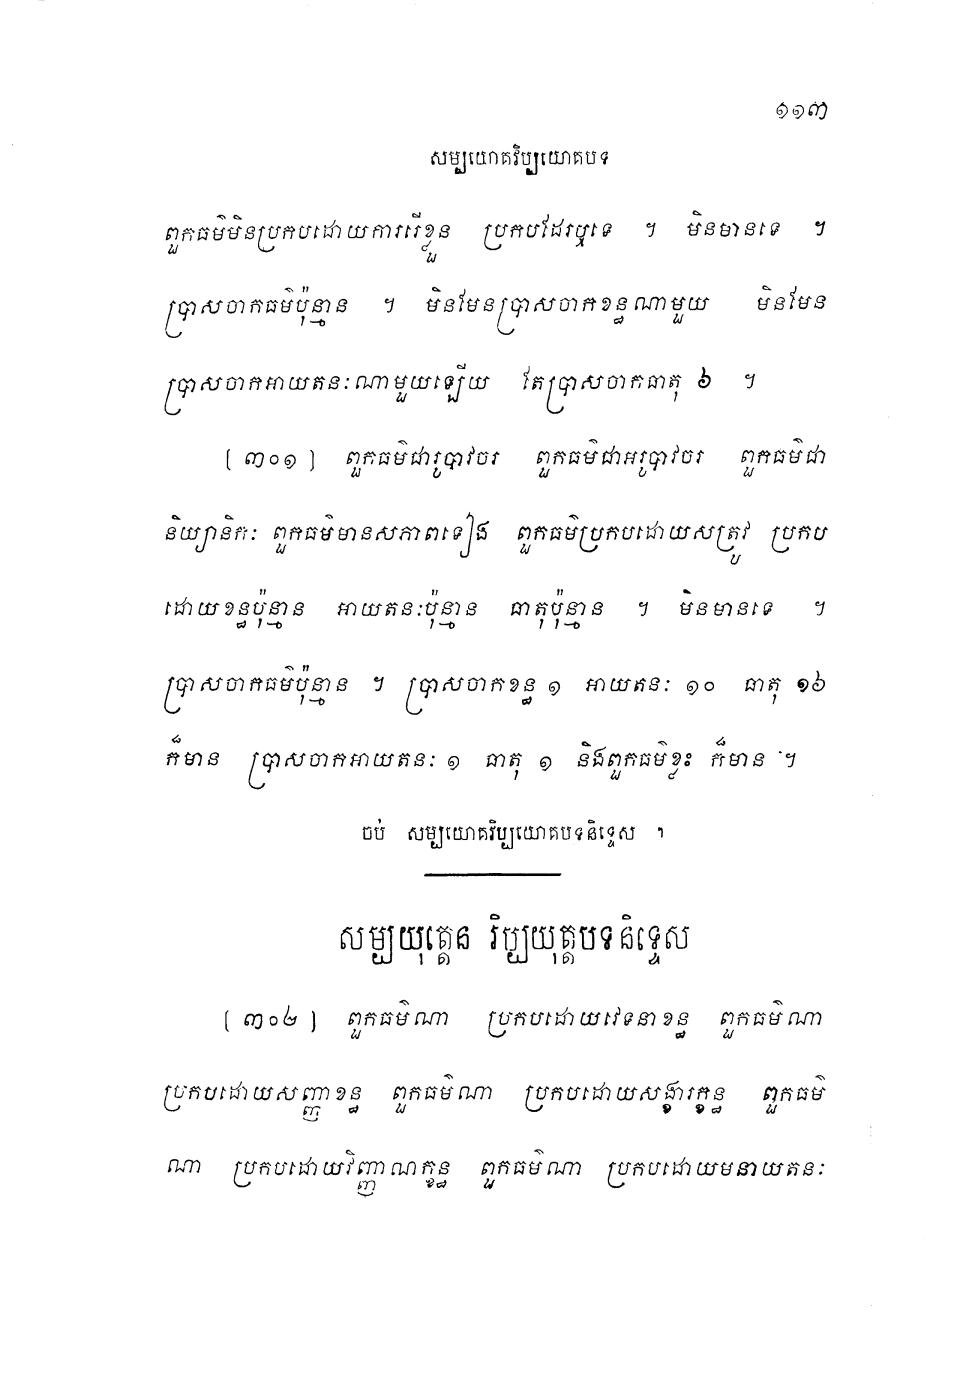 ១១៣
សម្បយោគវិប្បយោគបទ
ពួកធម៌មិនប្រកបដោយការរើខ្លួន ប្រកបដែរឬទេ ។ មិនមានទេ ។
ប្រាសចាកធម៌ប៉ុន្មាន ។ មិនមែនប្រាសចាកខន្ធណាមួយ មិនមែន
ប្រាសចាកអាយតនៈណាមួយឡើយ តែប្រាសចាកធាតុ ៦ ។
[ ៣០១ ] ពួកធម៌ជារូបាវចរ ពួកធម៌ជាអរូបាវចរ ពួកធម៌ជា
និយ្យានិកៈ ពួកធម៌មានសភាពទៀង ពួកធម៌ប្រកបដោយសត្រូវ ប្រកប
ដោយខន្ធប៉ុន្មាន អាយតនៈប៉ុន្មាន ធាតុប៉ុន្មាន ។ មិនមានទេ ។
ប្រាសចាកធម៌ប៉ុន្មាន ។ ប្រាសចាកខន្ធ ១ អាយតនៈ ១០ ធាតុ ១៦
ក៏មាន ប្រាសចាកអាយតនៈ ១ ធាតុ ១ និងពួកធម៌ខ្លះ ក៏មាន ។
ចប់ សម្បយោគវិប្បយោគបទនិទ្ទេស ។
សម្បយុត្តេន វិប្បយុត្តបទនិទ្ទេស
[ ៣០២ ] ពួកធម៌ណា ប្រកបដោយវេទនាខន្ធ ពួកធម៌ណា
ប្រកបដោយសញ្ញាខន្ធ ពួកធម៌ណា ប្រកបដោយសង្ខារក្ខន្ធ ពួកធម៌
ណា ប្រកបដោយវិញ្ញាណក្ខន្ធ ពួកធម៌ណា ប្រកបដោយមនាយតនៈ